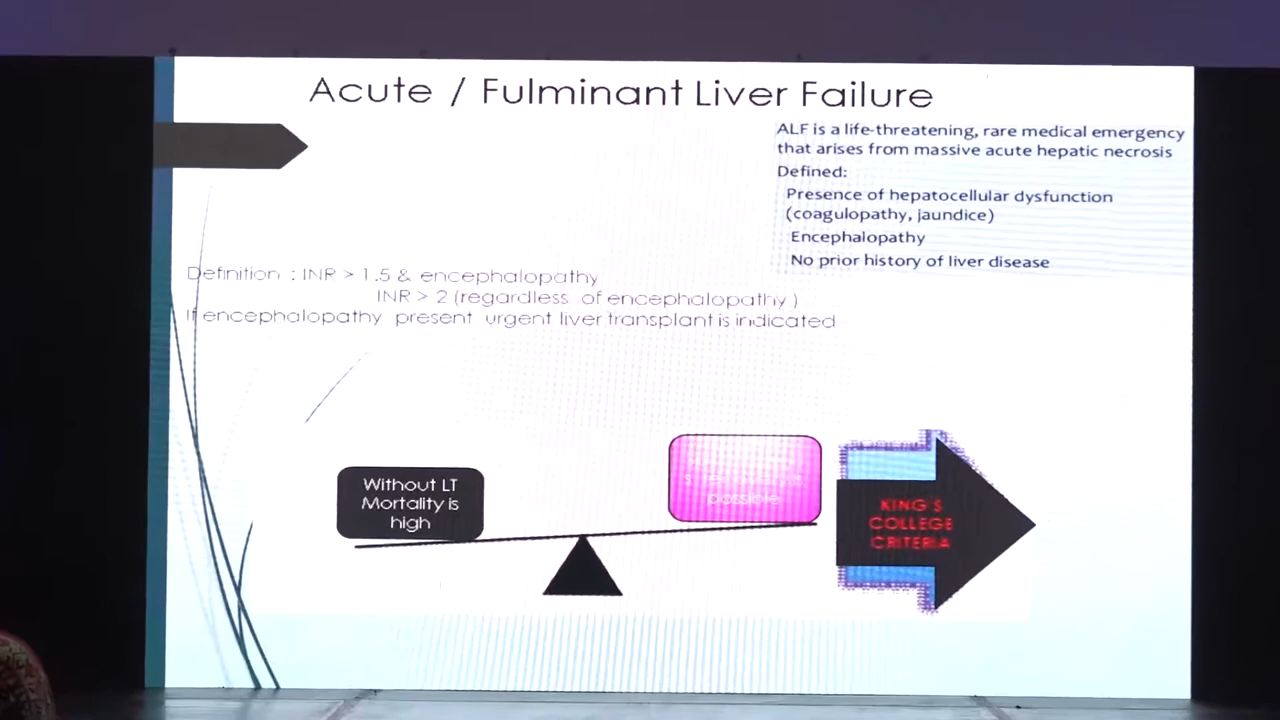 Acute / Fulminant Liver Failure
ALF is a life-threatening, rare medical emergency
that arises from massive acute hepatic necrosis
Defined:
Presence of hepatocellular dysfunction
(coagulopathy, jaundice)
Encephalopathy
No prior history of liver disease
Definition : INR > 1.5 & encephalopathy
INR > 2 (regardless of encephalopathy )
If encephalopathy present urgent liver transplant is indicated
Without LT
Mortality is
high
possible
KING'S
COLLEGE
CRITERIA